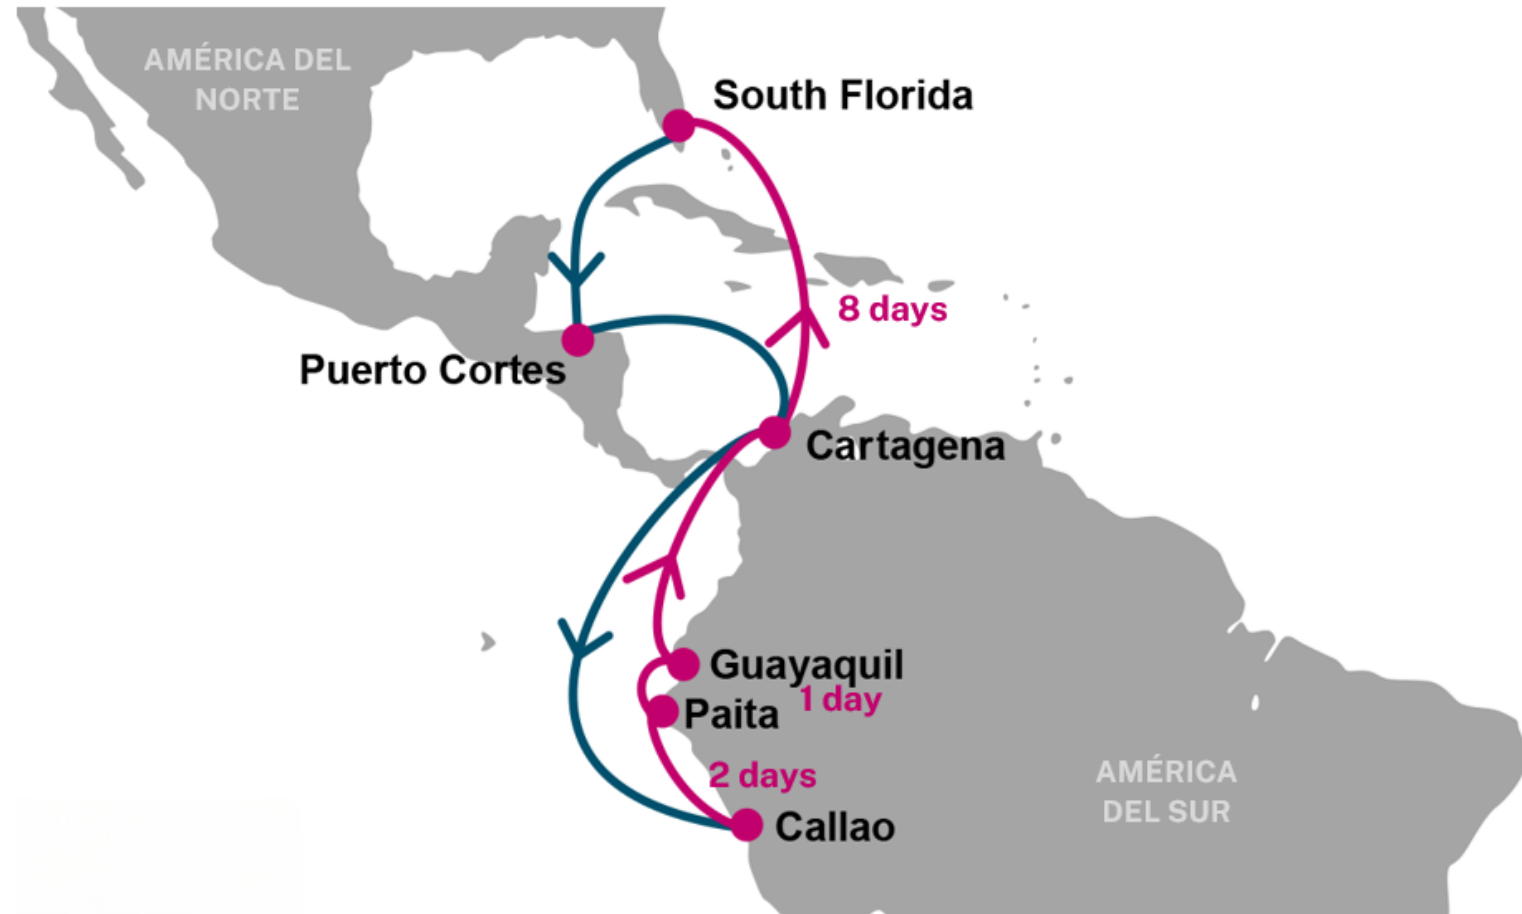 AMÉRICA DEL
NORTE
South Florida
8 days
Puerto Cortes
Cartagena
Guayaquil
1 day
Paita
2 days
AMÉRICA
DEL SUR
Callao